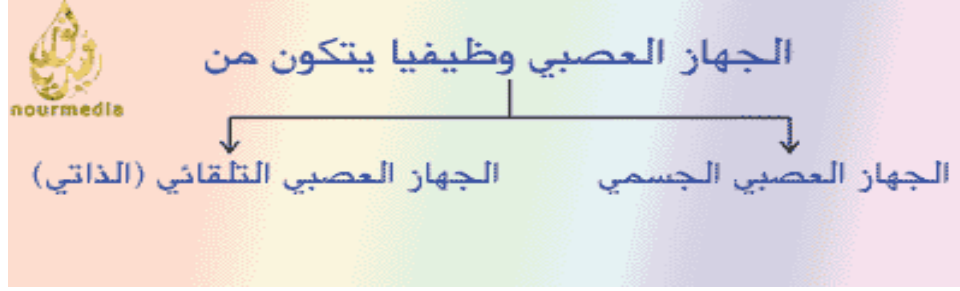 الجهاز العصبي وظيفيا يتكون من
nourmedia
الجهاز العصبي الجسمي
الجهاز العصبي التلقائي (الذاتي)